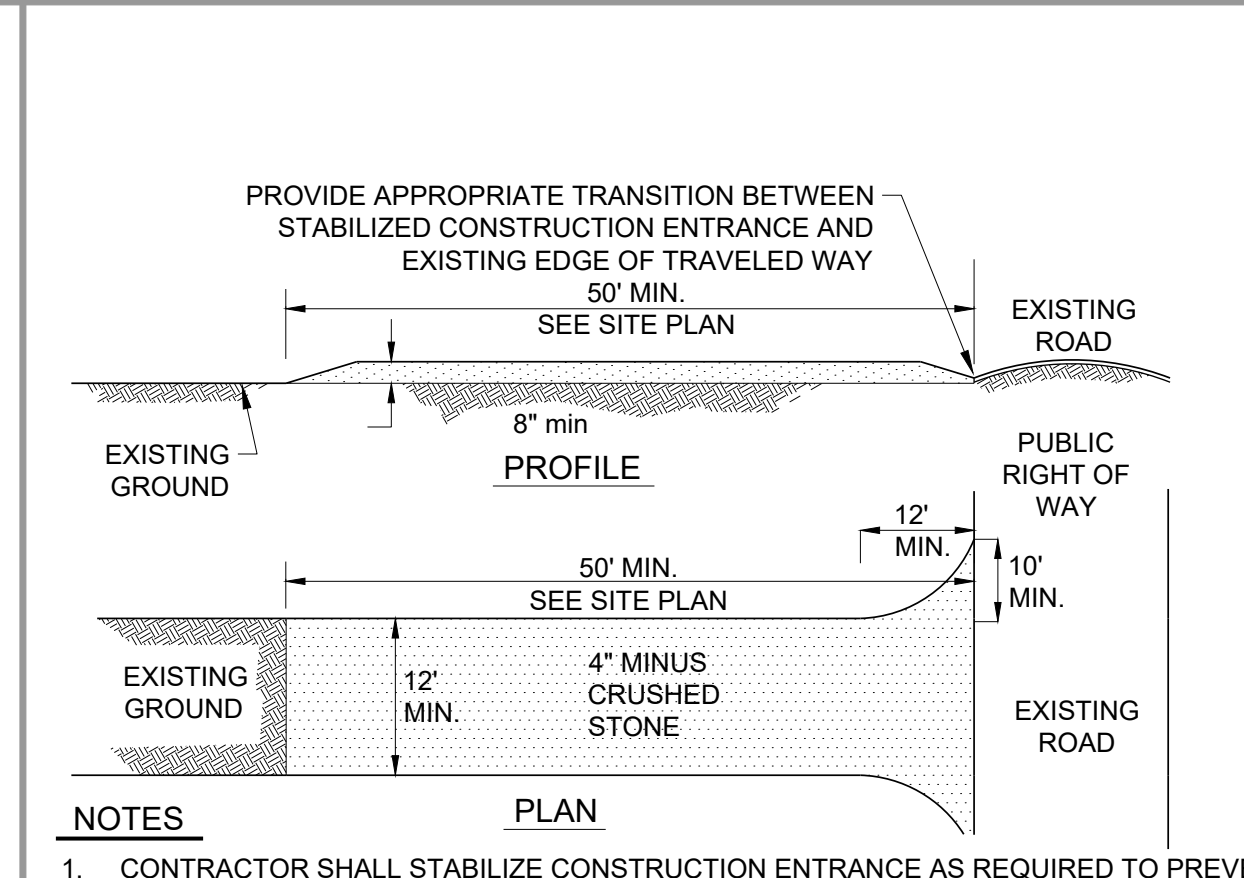 PROVIDE APPROPRIATE TRANSITION BETWEEN
STABILIZED CONSTRUCTION ENTRANCE AND
EXISTING EDGE OF TRAVELED WAY
50' MIN.
SEE SITE PLAN
EXISTING
ROAD
8" min
EXISTING
GROUND
PROFILE
PUBLIC
RIGHT OF
WAY
12'
MIN.
10'
MIN.
50' MIN.
SEE SITE PLAN
EXISTING
GROUND
12'
MIN.
4" MINUS
CRUSHED
STONE
EXISTING
ROAD
PLAN
NOTES
1. CONTRACTOR SHALL STABILIZE CONSTRUCTION ENTRANCE AS REQUIRED TO